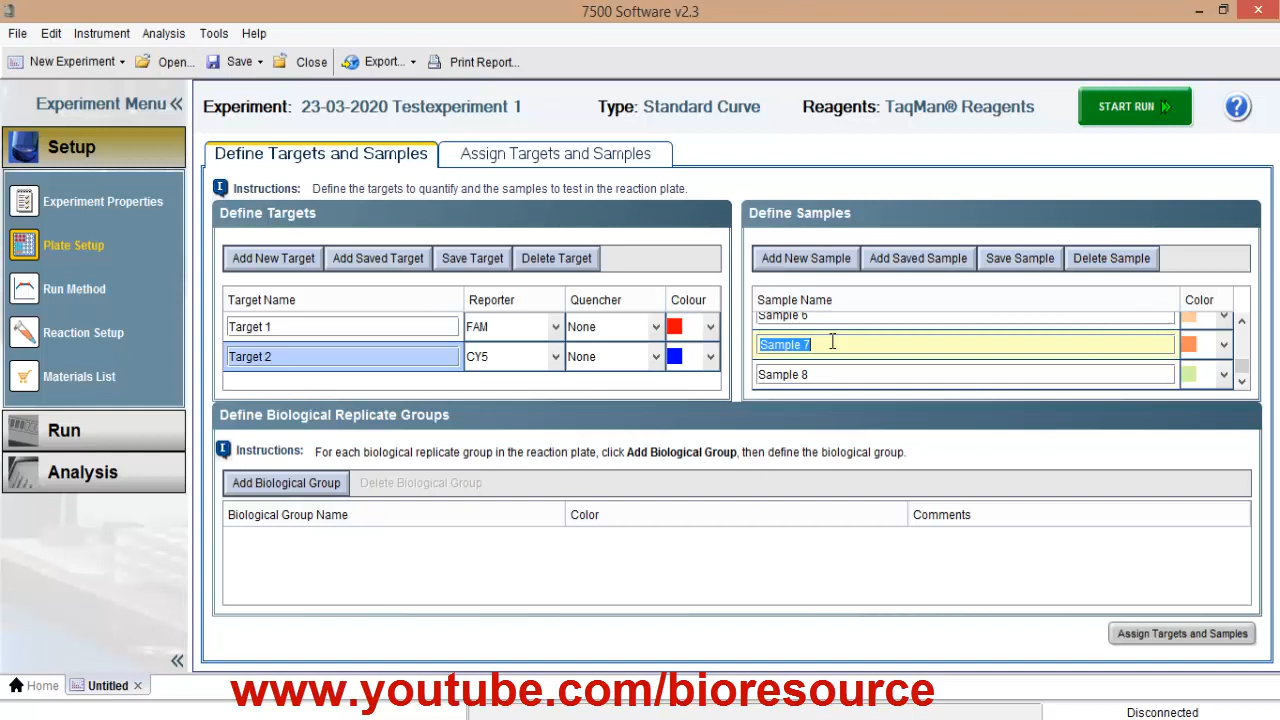 7500 Software v2.3
File Edit Instrument Analysis Tools Help
New Experiment Open... Save Close Export... Print Report...
Experiment Menu «
Experiment: 23-03-2020 Testexperiment 1 Type: Standard Curve Reagents: TaqMan® Reagents START RUN
Setup
Experiment Properties
Plate Setup
Run Method
Reaction Setup
Materials List
Run
Analysis
Define Targets and Samples Assign Targets and Samples
Instructions: Define the targets to quantify and the samples to test in the reaction plate.
Define Targets
Add New Target Add Saved Target Save Target Delete Target
Target Name Reporter Quencher Colour
Target 1 FAM None
Target 2 CY5 None
Define Samples
Add New Sample Add Saved Sample Save Sample Delete Sample
Sample Name Color
Sample 6
Sample 7
Sample 8
Define Biological Replicate Groups
Instructions: For each biological replicate group in the reaction plate, click Add Biological Group, then define the biological group.
Add Biological Group Delete Biological Group
Biological Group Name Color Comments
Assign Targets and Samples
Home Untitled
www.youtube.com/bioresource
Disconnected